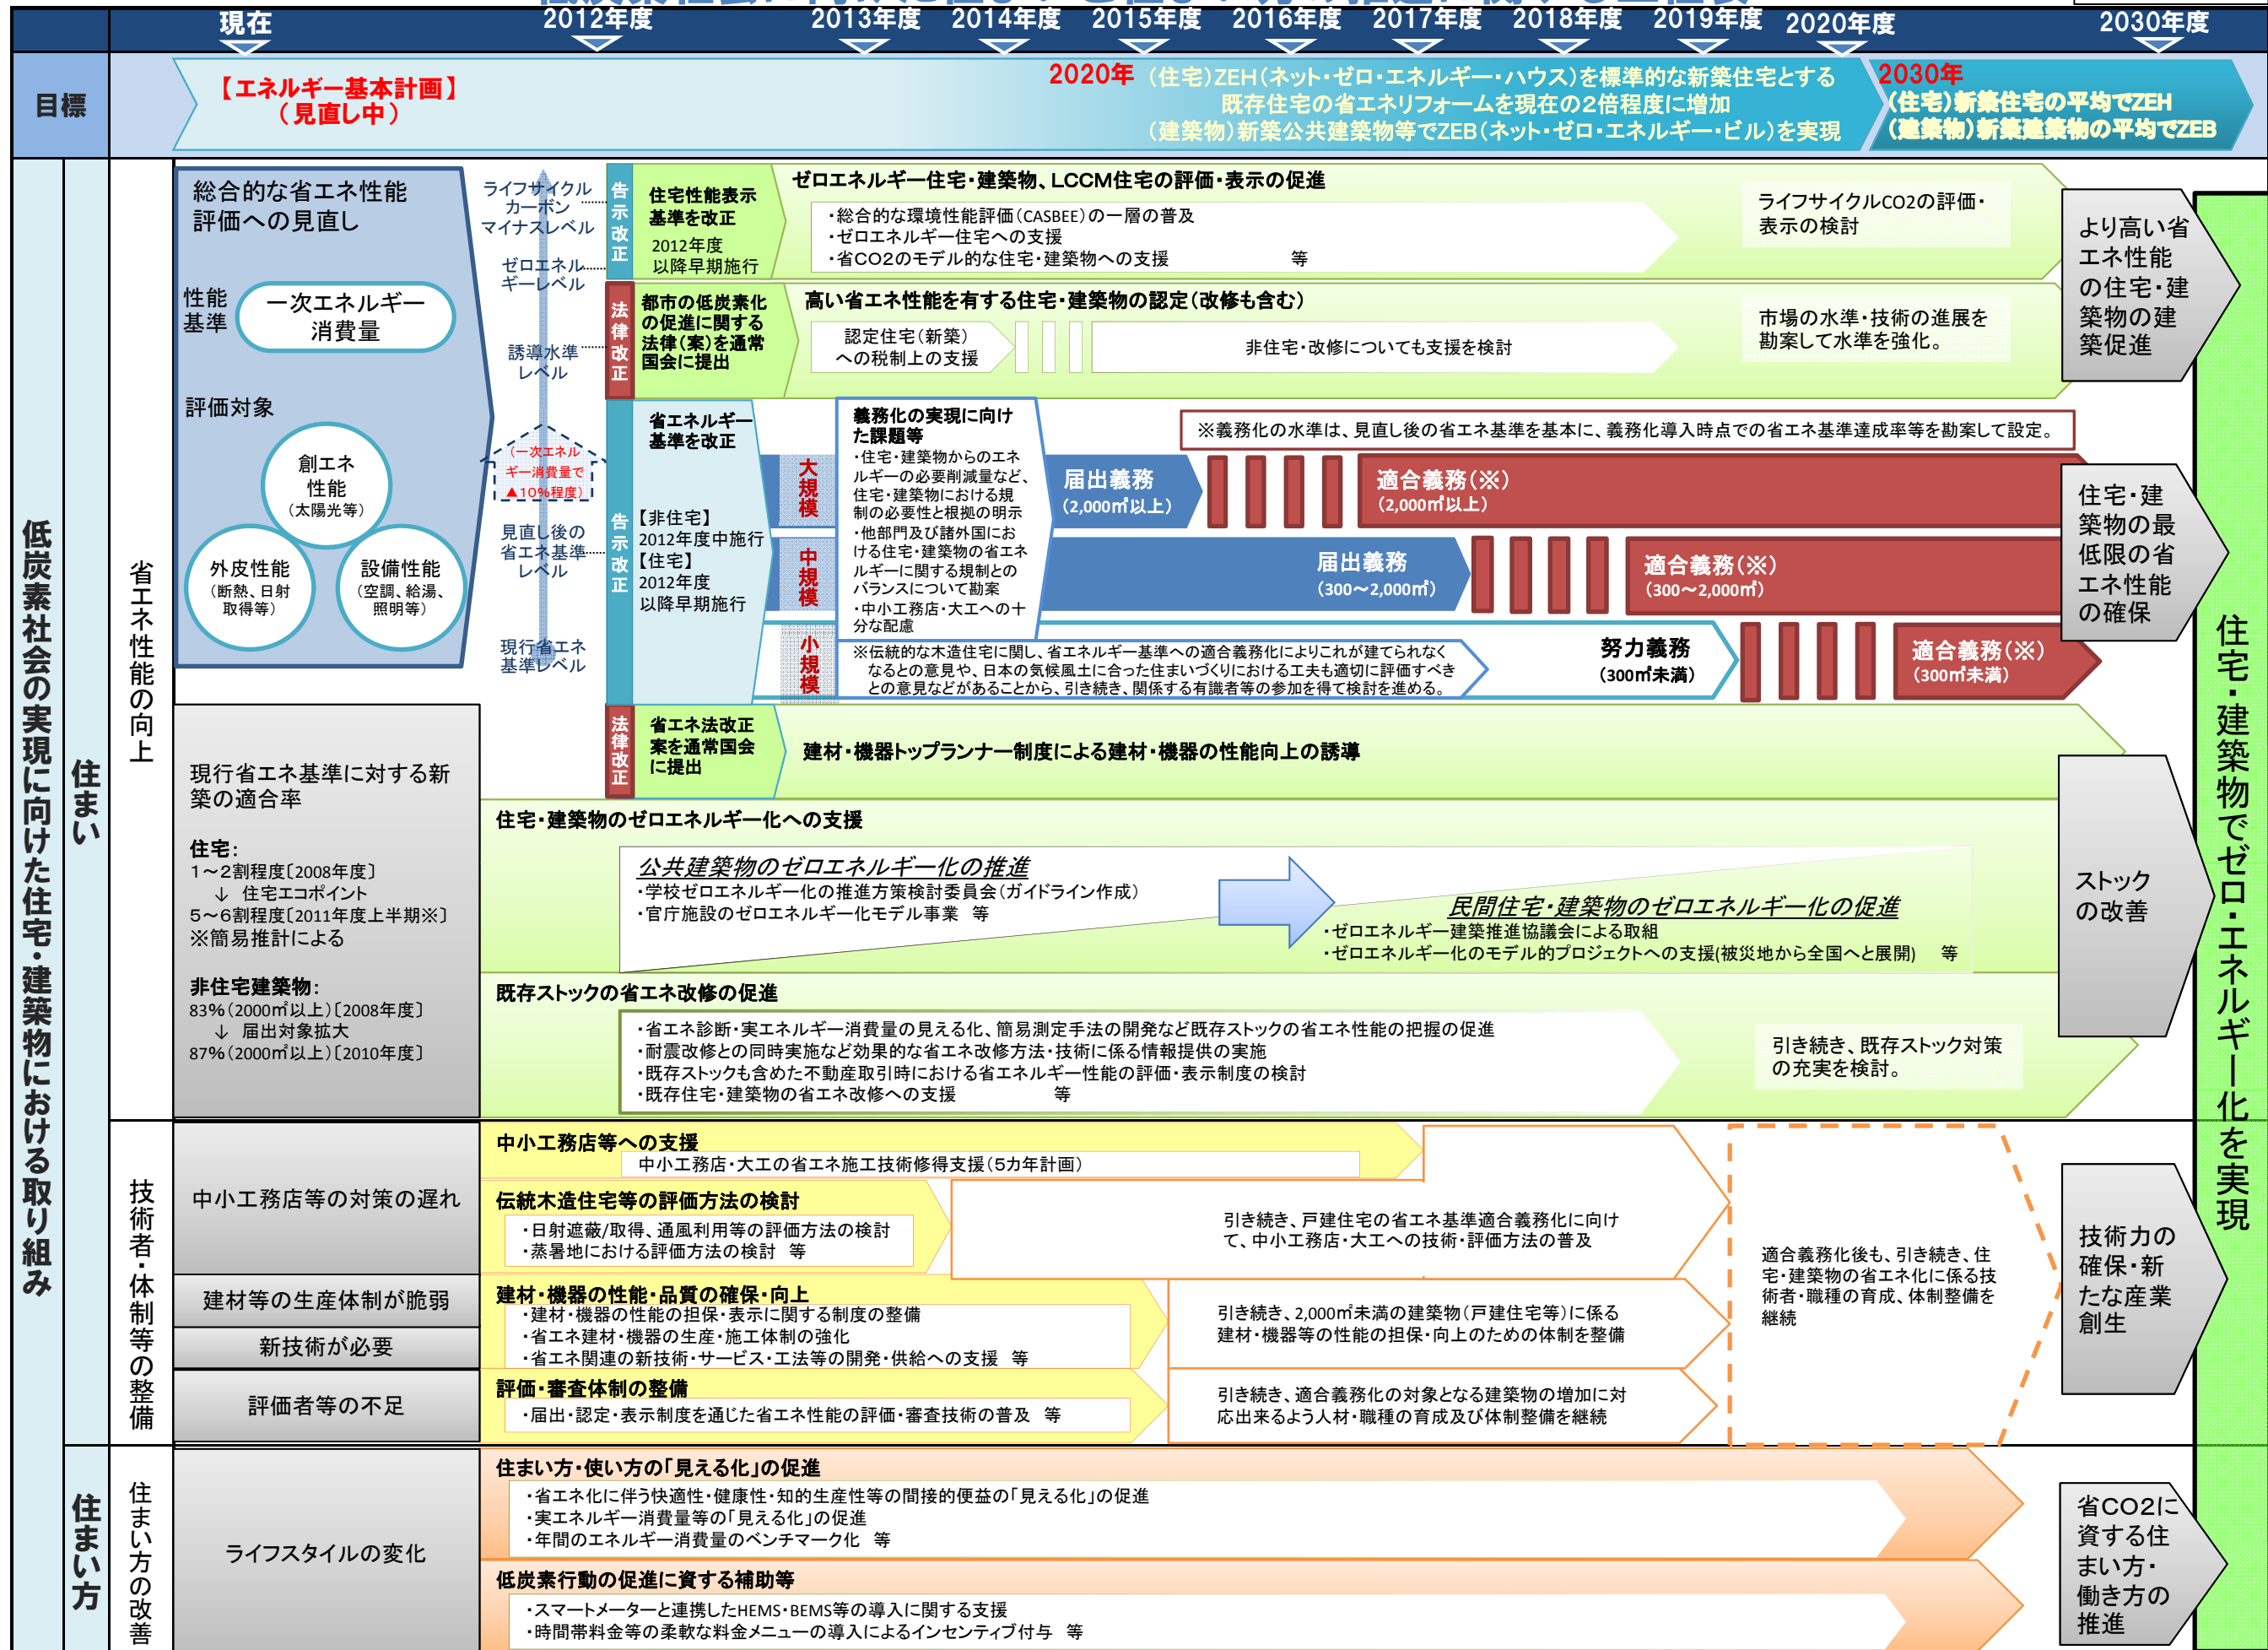 現在
2012年度
2013年度
2014年度
2015年度
2016年度
2017年度
2018年度
2019年度
2020年度
2030年度
目標
【エネルギー基本計画】
（見直し中）
2020年 （住宅）ZEH（ネット・ゼロ・エネルギー・ハウス）を標準的な新築住宅とする
既存住宅の省エネリフォームを現在の2倍程度に増加
（建築物）新築公共建築物等でZEB（ネット・ゼロ・エネルギー・ビル）を実現
2030年
（住宅）新築住宅の平均でZEH
（建築物）新築建築物の平均でZEB
低炭素社会の実現に向けた住宅・建築物における取り組み
住まい
省エネ性能の向上
総合的な省エネ性能
評価への見直し
性能
基準
一次エネルギー
消費量
評価対象
創エネ
性能
（太陽光等）
外皮性能
（断熱、日射
取得等）
設備性能
（空調、給湯、
照明等）
ライフサイクル
カーボン
マイナスレベル
ゼロエネル
ギーレベル
誘導水準
レベル
（一次エネル
ギー消費量で
▲10%程度）
見直し後の
省エネ基準
レベル
現行省エネ
基準レベル
告示改正
住宅性能表示
基準を改正
2012年度
以降早期施行
ゼロエネルギー住宅・建築物、LCCM住宅の評価・表示の促進
・総合的な環境性能評価（CASBEE）の一層の普及
・ゼロエネルギー住宅への支援
・省CO2のモデル的な住宅・建築物への支援 等
ライフサイクルCO2の評価・
表示の検討
法律改正
都市の低炭素化
の促進に関する
法律（案）を通常
国会に提出
高い省エネ性能を有する住宅・建築物の認定（改修も含む）
認定住宅（新築）
への税制上の支援
非住宅・改修についても支援を検討
市場の水準・技術の進展を
勘案して水準を強化。
より高い省
エネ性能
の住宅・建
築物の建
築促進
告示改正
省エネルギー
基準を改正
【非住宅】
2012年度中施行
【住宅】
2012年度
以降早期施行
大規模
中規模
小規模
義務化の実現に向け
た課題等
・住宅・建築物からのエネ
ルギーの必要削減量など、
住宅・建築物における規
制の必要性と根拠の明示
・他部門及び諸外国にお
ける住宅・建築物の省エネ
ルギーに関する規制との
バランスについて勘案
・中小工務店・大工への十
分な配慮
※義務化の水準は、見直し後の省エネ基準を基本に、義務化導入時点での省エネ基準達成率等を勘案して設定。
届出義務
（2,000㎡以上）
適合義務（※）
（2,000㎡以上）
届出義務
（300～2,000㎡）
適合義務（※）
（300～2,000㎡）
※伝統的な木造住宅に関し、省エネルギー基準への適合義務化によりこれが建てられなく
なるとの意見や、日本の気候風土に合った住まいづくりにおける工夫も適切に評価すべき
との意見などがあることから、引き続き、関係する有識者等の参加を得て検討を進める。
努力義務
（300㎡未満）
適合義務（※）
（300㎡未満）
住宅・建
築物の最
低限の省
エネ性能
の確保
法律改正
省エネ法改正
案を通常国会
に提出
建材・機器トップランナー制度による建材・機器の性能向上の誘導
現行省エネ基準に対する新
築の適合率
住宅：
1～2割程度〔2008年度〕
↓ 住宅エコポイント
5～6割程度〔2011年度上半期※〕
※簡易推計による
非住宅建築物：
83%（2000㎡以上）〔2008年度〕
↓ 届出対象拡大
87%（2000㎡以上）〔2010年度〕
住宅・建築物のゼロエネルギー化への支援
公共建築物のゼロエネルギー化の推進
・学校ゼロエネルギー化の推進方策検討委員会（ガイドライン作成）
・官庁施設のゼロエネルギー化モデル事業 等
民間住宅・建築物のゼロエネルギー化の促進
・ゼロエネルギー建築推進協議会による取組
・ゼロエネルギー化のモデル的プロジェクトへの支援(被災地から全国へと展開) 等
既存ストックの省エネ改修の促進
・省エネ診断・実エネルギー消費量の見える化、簡易測定手法の開発など既存ストックの省エネ性能の把握の促進
・耐震改修との同時実施など効果的な省エネ改修方法・技術に係る情報提供の実施
・既存ストックも含めた不動産取引時における省エネルギー性能の評価・表示制度の検討
・既存住宅・建築物の省エネ改修への支援 等
引き続き、既存ストック対策
の充実を検討。
ストック
の改善
住宅・建築物でゼロ・エネルギー化を実現
技術者・体制等の整備
中小工務店等の対策の遅れ
建材等の生産体制が脆弱
新技術が必要
評価者等の不足
中小工務店等への支援
中小工務店・大工の省エネ施工技術修得支援（5カ年計画）
伝統木造住宅等の評価方法の検討
・日射遮蔽/取得、通風利用等の評価方法の検討
・蒸暑地における評価方法の検討 等
引き続き、戸建住宅の省エネ基準適合義務化に向け
て、中小工務店・大工への技術・評価方法の普及
建材・機器の性能・品質の確保・向上
・建材・機器の性能の担保・表示に関する制度の整備
・省エネ建材・機器の生産・施工体制の強化
・省エネ関連の新技術・サービス・工法等の開発・供給への支援 等
引き続き、2,000㎡未満の建築物（戸建住宅等）に係る
建材・機器等の性能の担保・向上のための体制を整備
評価・審査体制の整備
・届出・認定・表示制度を通じた省エネ性能の評価・審査技術の普及 等
引き続き、適合義務化の対象となる建築物の増加に対
応出来るよう人材・職種の育成及び体制整備を継続
適合義務化後も、引き続き、住
宅・建築物の省エネ化に係る技
術者・職種の育成、体制整備を
継続
技術力の
確保・新
たな産業
創生
住まい方
住まい方の改善
ライフスタイルの変化
住まい方・使い方の「見える化」の促進
・省エネ化に伴う快適性・健康性・知的生産性等の間接的便益の「見える化」の促進
・実エネルギー消費量等の「見える化」の促進
・年間のエネルギー消費量のベンチマーク化 等
低炭素行動の促進に資する補助等
・スマートメーターと連携したHEMS・BEMS等の導入に関する支援
・時間帯料金等の柔軟な料金メニューの導入によるインセンティブ付与 等
省CO2に
資する住
まい方・
働き方の
推進